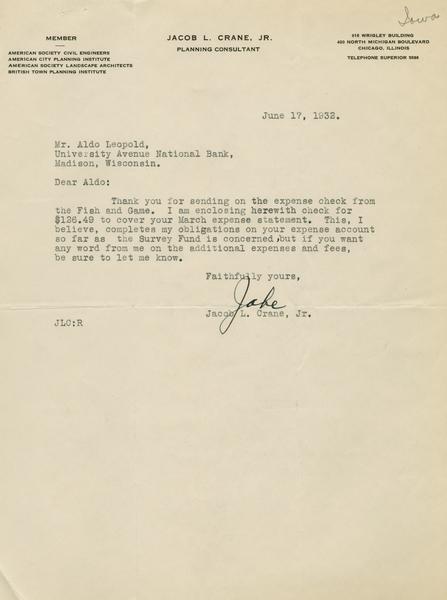 Iowa
MEMBER
AMERICAN SOCIETY CIVIL ENGINEERS
AMERICAN CITY PLANNING INSTITUTE
AMERICAN SOCIETY LANDSCAPE ARCHITECTS
BRITISH TOWN PLANNING INSTITUTE
JACOB L. CRANE, JR.
PLANNING CONSULTANT
WRIGLEY BUILDING
400 NORTH MICHIGAN BOULEVARD
CHICAGO, ILLINOIS
TELEPHONE SUPERIOR
June 17, 1932.
Mr. Aldo Leopold,
University Avenue National Bank,
Madison, Wisconsin.
Dear Aldo:
Thank you for sending on the expense check from
the Fish and Game. I am enclosing herewith check for
$126.49 to cover your March expense statement. This, I
believe, completes my obligations on your expense account
so far as the Survey Fund is concerned, but if you want
any word from me on the additional expenses and fees,
be sure to let me know.
Faithfully yours,
Jake
Jacob L. Crane, Jr.
JLC:R